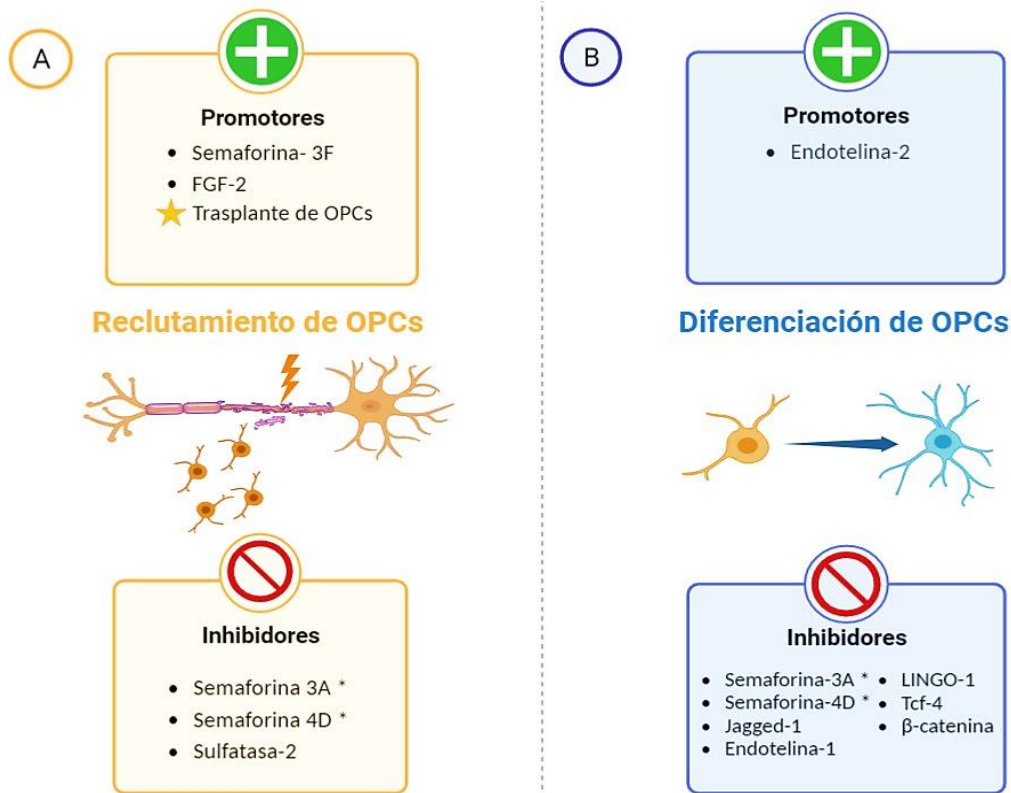 A
Promotores
• Semaforina- 3F
• FGF-2
Trasplante de OPCs
Reclutamiento de OPCs
Inhibidores
• Semaforina 3A *
• Semaforina 4D *
• Sulfatasa-2
B
Promotores
• Endotelina-2
Diferenciación de OPCs
Inhibidores
• Semaforina-3A *
• Semaforina-4D *
• Jagged-1
• Endotelina-1
• LINGO-1
• Tcf-4
• β-catenina